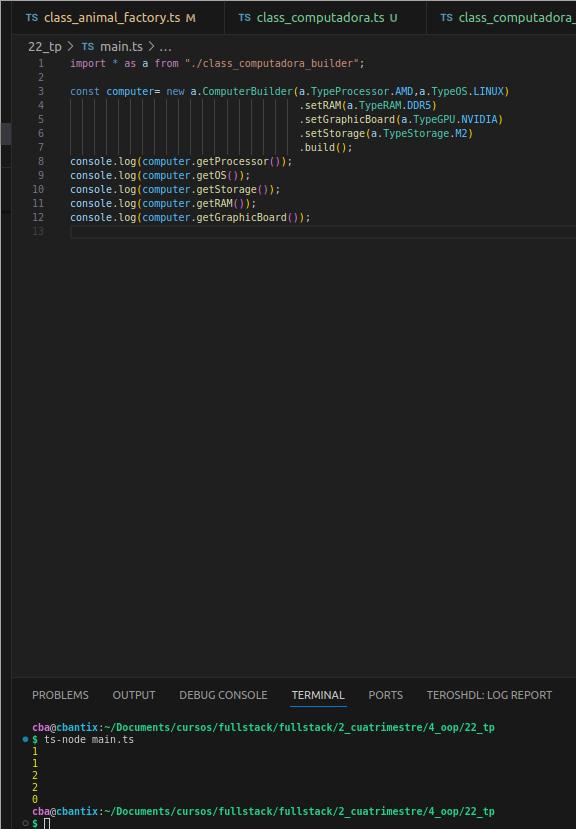 TS class_animal_factory.ts M TS class_computadora.ts U TS class_computadora_
22_tp > TS main.ts > ...
1 import * as a from "./class_computadora_builder";
2
3 const computer= new a.ComputerBuilder(a.TypeProcessor.AMD,a.TypeOS.LINUX)
4 .setRAM(a.TypeRAM.DDR5)
5 .setGraphicBoard(a.TypeGPU.NVIDIA)
6 .setStorage(a.TypeStorage.M2)
7 .build();
8 console.log(computer.getProcessor());
9 console.log(computer.getOS());
10 console.log(computer.getStorage());
11 console.log(computer.getRAM());
12 console.log(computer.getGraphicBoard());
13
PROBLEMS OUTPUT DEBUG CONSOLE TERMINAL PORTS TEROSHDL: LOG REPORT
cba@cbantix:~/Documents/cursos/fullstack/fullstack/2_cuatrimestre/4_oop/22_tp
$ ts-node main.ts
1
1
2
2
0
cba@cbantix:~/Documents/cursos/fullstack/fullstack/2_cuatrimestre/4_oop/22_tp
$